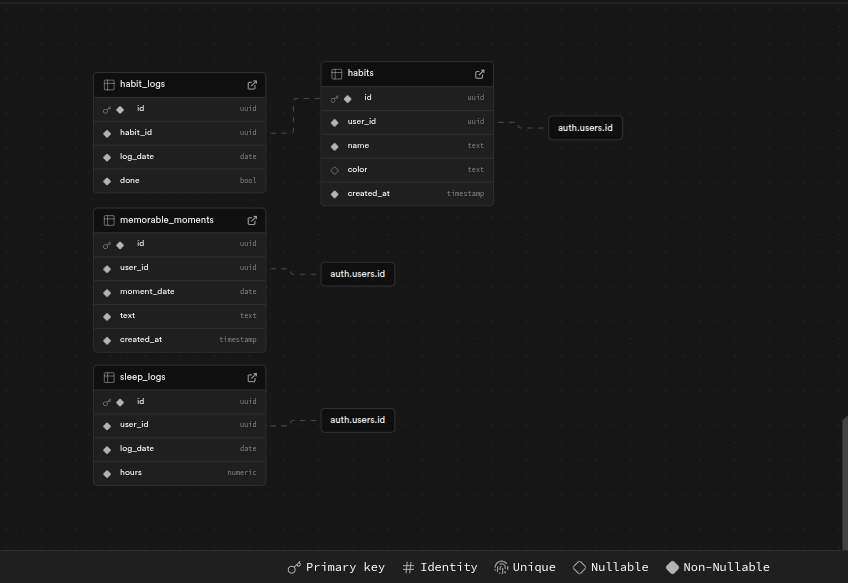 habit_logs
id uuid
habit_id uuid
log_date date
done bool
habits
id uuid
user_id uuid
name text
color text
created_at timestamp
auth.users.id
memorable_moments
id uuid
user_id uuid
moment_date date
text text
created_at timestamp
auth.users.id
sleep_logs
id uuid
user_id uuid
log_date date
hours numeric
auth.users.id
Primary key Identity Unique Nullable Non-Nullable